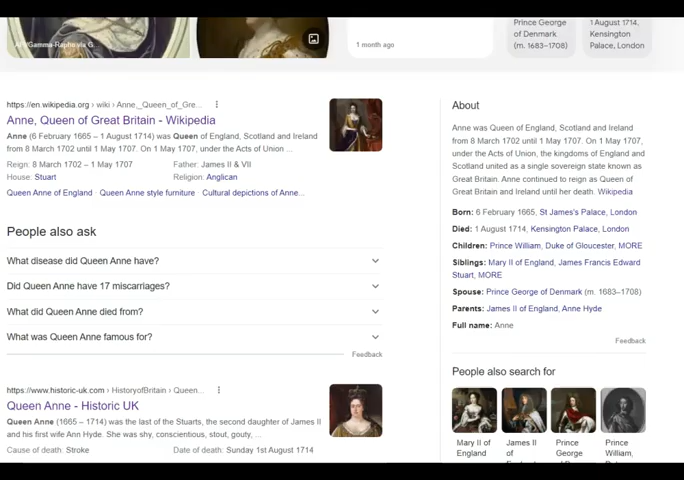 AFP/Gamma-Rapho via G...
1 month ago
Prince George
of Denmark
(m. 1683–1708)
1 August 1714,
Kensington
Palace, London
https://en.wikipedia.org › wiki › Anne,_Queen_of_Gre...
Anne, Queen of Great Britain - Wikipedia
Anne (6 February 1665 – 1 August 1714) was Queen of England, Scotland and Ireland
from 8 March 1702 until 1 May 1707. On 1 May 1707, under the Acts of Union ...
Reign: 8 March 1702 – 1 May 1707
Father: James II & VII
House: Stuart
Religion: Anglican
Queen Anne of England · Queen Anne style furniture · Cultural depictions of Anne...
People also ask
What disease did Queen Anne have?
Did Queen Anne have 17 miscarriages?
What did Queen Anne died from?
What was Queen Anne famous for?
Feedback
https://www.historic-uk.com › HistoryofBritain › Queen...
Queen Anne - Historic UK
Queen Anne (1665 – 1714) was the last of the Stuarts, the second daughter of James II
and his first wife Ann Hyde. She was shy, conscientious, stout, gouty, ...
Cause of death: Stroke
Date of death: Sunday 1st August 1714
About
Anne was Queen of England, Scotland and Ireland
from 8 March 1702 until 1 May 1707. On 1 May 1707,
under the Acts of Union, the kingdoms of England and
Scotland united as a single sovereign state known as
Great Britain. Anne continued to reign as Queen of
Great Britain and Ireland until her death. Wikipedia
Born: 6 February 1665, St James's Palace, London
Died: 1 August 1714, Kensington Palace, London
Children: Prince William, Duke of Gloucester, MORE
Siblings: Mary II of England, James Francis Edward
Stuart, MORE
Spouse: Prince George of Denmark (m. 1683–1708)
Parents: James II of England, Anne Hyde
Full name: Anne
Feedback
People also search for
Mary II of
England
James II
of
Prince
George
Prince
William,